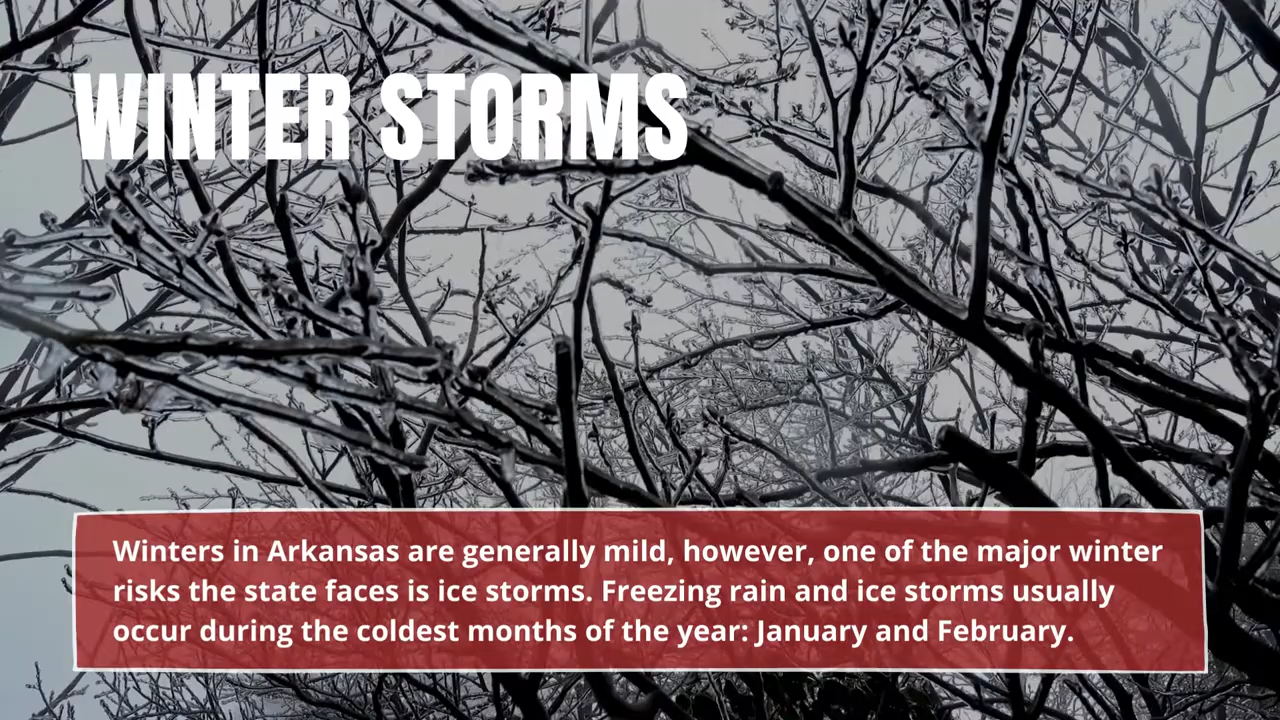 WINTER STORMS
Winters in Arkansas are generally mild, however, one of the major winter
risks the state faces is ice storms. Freezing rain and ice storms usually
occur during the coldest months of the year: January and February.